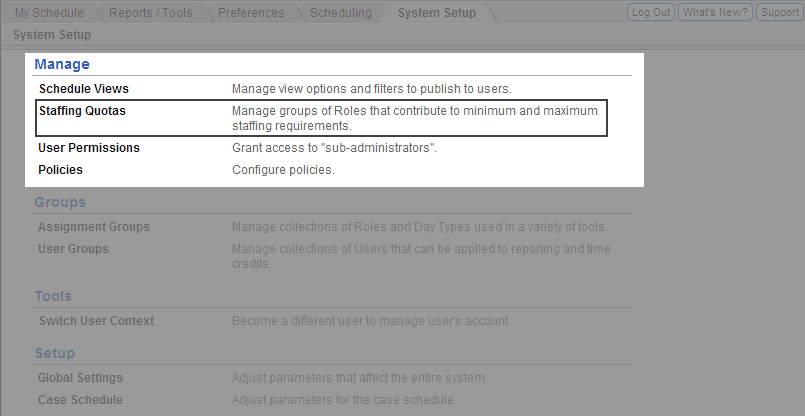 My Schedule Reports / Tools Preferences Scheduling System Setup Log Out What's New? Support
System Setup
Manage
Schedule Views Manage view options and filters to publish to users.
Staffing Quotas Manage groups of Roles that contribute to minimum and maximum
staffing requirements.
User Permissions Grant access to "sub-administrators".
Policies Configure policies.
Groups
Assignment Groups Manage collections of Roles and Day Types used in a variety of tools.
User Groups Manage collections of Users that can be applied to reporting and time
credits.
Tools
Switch User Context Become a different user to manage user's account.
Setup
Global Settings Adjust parameters that affect the entire system.
Case Schedule Adjust parameters for the case schedule.